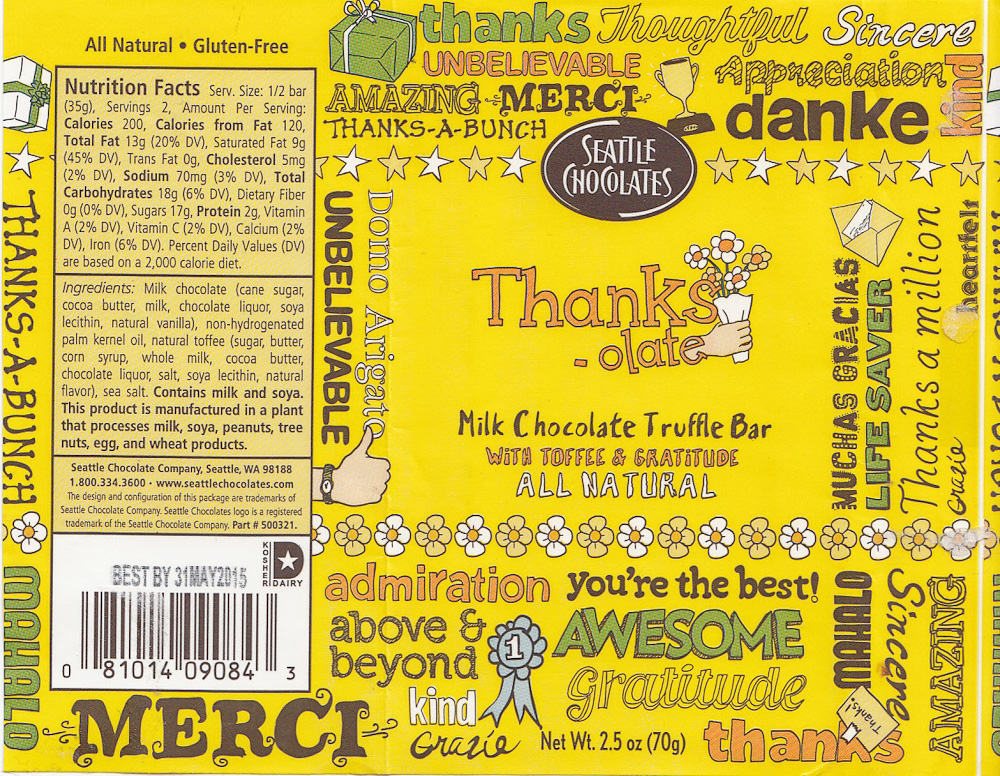 All Natural • Gluten-Free
Nutrition Facts Serv. Size: 1/2 bar
(35g), Servings 2, Amount Per Serving:
Calories 200, Calories from Fat 120,
Total Fat 13g (20% DV), Saturated Fat 9g
(45% DV), Trans Fat 0g, Cholesterol 5mg
(2% DV), Sodium 70mg (3% DV), Total
Carbohydrates 18g (6% DV), Dietary Fiber
0g (0% DV), Sugars 17g, Protein 2g, Vitamin
A (2% DV), Vitamin C (2% DV), Calcium (2%
DV), Iron (6% DV). Percent Daily Values (DV)
are based on a 2,000 calorie diet.
Ingredients: Milk chocolate (cane sugar,
cocoa butter, milk, chocolate liquor, soya
lecithin, natural vanilla), non-hydrogenated
palm kernel oil, natural toffee (sugar, butter,
corn syrup, whole milk, cocoa butter,
chocolate liquor, salt, soya lecithin, natural
flavor), sea salt. Contains milk and soya.
This product is manufactured in a plant
that processes milk, soya, peanuts, tree
nuts, egg, and wheat products.
Seattle Chocolate Company, Seattle, WA 98188
1.800.334.3600 • www.seattlechocolates.com
The design and configuration of this package are trademarks of
Seattle Chocolate Company. Seattle Chocolates logo is a registered
trademark of the Seattle Chocolate Company. Part # 500321.
BEST BY 31MAY2015
KOSHER
D
DAIRY
0 81014 09084 3
THANKS-A-BUNCH
MAHALO
MERCI
thanks
Thoughtful
Sincere
UNBELIEVABLE
Appreciation
kind
AMAZING
MERCI
danke
THANKS-A-BUNCH
SEATTLE
CHOCOLATES
UNBELIEVABLE
Domo Arigato
Thanks
-olate
Milk Chocolate Truffle Bar
WITH TOFFEE & GRATITUDE
ALL NATURAL
MUCHAS GRACIAS
LIFE SAVER
Thanks a million
Grazie
heartfelt
admiration
you're the best!
above &
beyond
1
AWESOME
Gratitude
kind
Grazie
Net Wt. 2.5 oz (70g)
thanks
MAHALO
Sincere
AMAZING
Thanks!